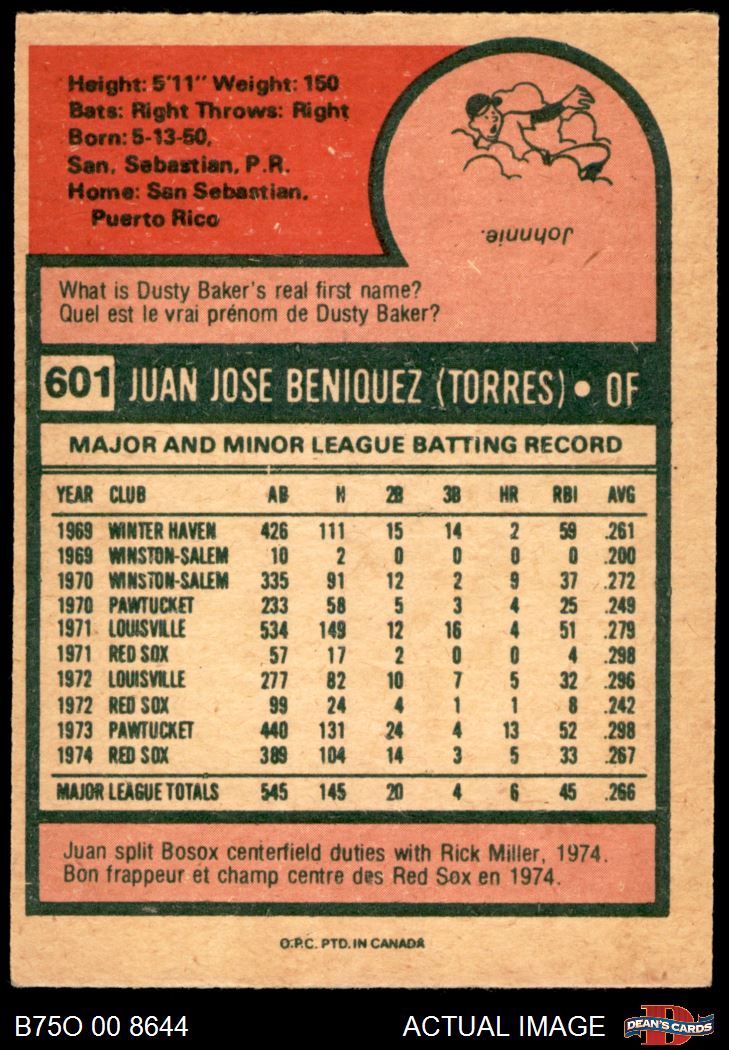 Height: 5'11" Weight: 150
Bats: Right Throws: Right
Born: 5-13-50,
San, Sebastian, P.R.
Home: San Sebastian,
Puerto Rico
Johnnie.
What is Dusty Baker's real first name?
Quel est le vrai prénom de Dusty Baker?
601 JUAN JOSE BENIQUEZ (TORRES) • OF
MAJOR AND MINOR LEAGUE BATTING RECORD
YEAR CLUB AB H 2B 3B HR RBI AVG
1969 WINTER HAVEN 426 111 15 14 2 59 .261
1969 WINSTON-SALEM 10 2 0 0 0 0 .200
1970 WINSTON-SALEM 335 91 12 2 9 37 .272
1970 PAWTUCKET 233 58 5 3 4 25 .249
1971 LOUISVILLE 534 149 12 16 4 51 .279
1971 RED SOX 57 17 2 0 0 4 .298
1972 LOUISVILLE 277 82 10 7 5 32 .296
1972 RED SOX 99 24 4 1 1 8 .242
1973 PAWTUCKET 440 131 24 4 13 52 .298
1974 RED SOX 389 104 14 3 5 33 .267
MAJOR LEAGUE TOTALS 545 145 20 4 6 45 .266
Juan split Bosox centerfield duties with Rick Miller, 1974.
Bon frappeur et champ centre des Red Sox en 1974.
O.P.C. PTD. IN CANADA
B75O 00 8644 ACTUAL IMAGE D DEAN'S CARDS